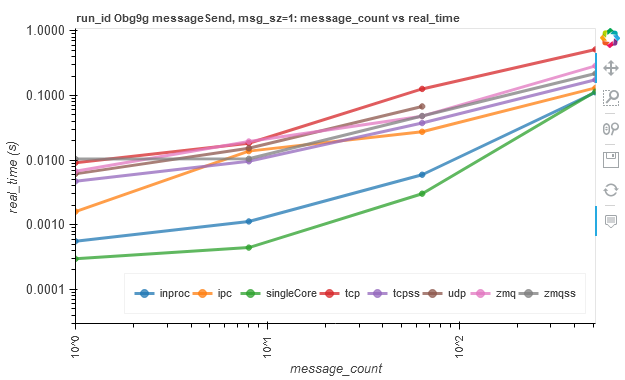 run_id Obg9g messageSend, msg_sz=1: message_count vs real_time
1.0000
0.1000
0.0100
0.0010
0.0001
real_time (s)
inproc ipc singleCore tcp tcpss udp zmq zmqss
10^0 10^1 10^2
message_count